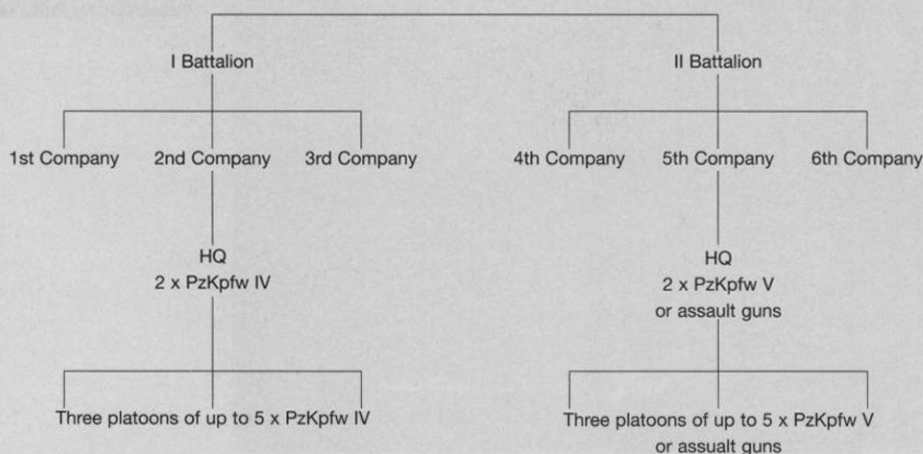 I Battalion
II Battalion
1st Company
2nd Company
3rd Company
4th Company
5th Company
6th Company
HQ
2 x PzKpfw IV
HQ
2 x PzKpfw V
or assault guns
Three platoons of up to 5 x PzKpfw IV
Three platoons of up to 5 x PzKpfw V
or assualt guns